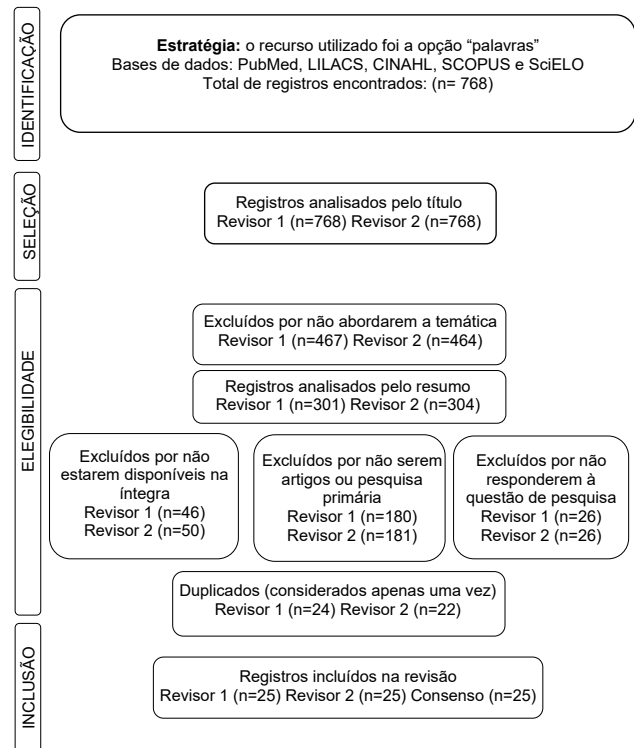 IDENTIFICAÇÃO
Estratégia: o recurso utilizado foi a opção “palavras”
Bases de dados: PubMed, LILACS, CINAHL, SCOPUS e SciELO
Total de registros encontrados: (n= 768)
SELEÇÃO
Registros analisados pelo título
Revisor 1 (n=768) Revisor 2 (n=768)
ELEGIBILIDADE
Excluídos por não abordarem a temática
Revisor 1 (n=467) Revisor 2 (n=464)
Registros analisados pelo resumo
Revisor 1 (n=301) Revisor 2 (n=304)
Excluídos por não
estarem disponíveis na
íntegra
Revisor 1 (n=46)
Revisor 2 (n=50)
Excluídos por não serem
artigos ou pesquisa
primária
Revisor 1 (n=180)
Revisor 2 (n=181)
Excluídos por não
responderem à
questão de pesquisa
Revisor 1 (n=26)
Revisor 2 (n=26)
Duplicados (considerados apenas uma vez)
Revisor 1 (n=24) Revisor 2 (n=22)
INCLUSÃO
Registros incluídos na revisão
Revisor 1 (n=25) Revisor 2 (n=25) Consenso (n=25)